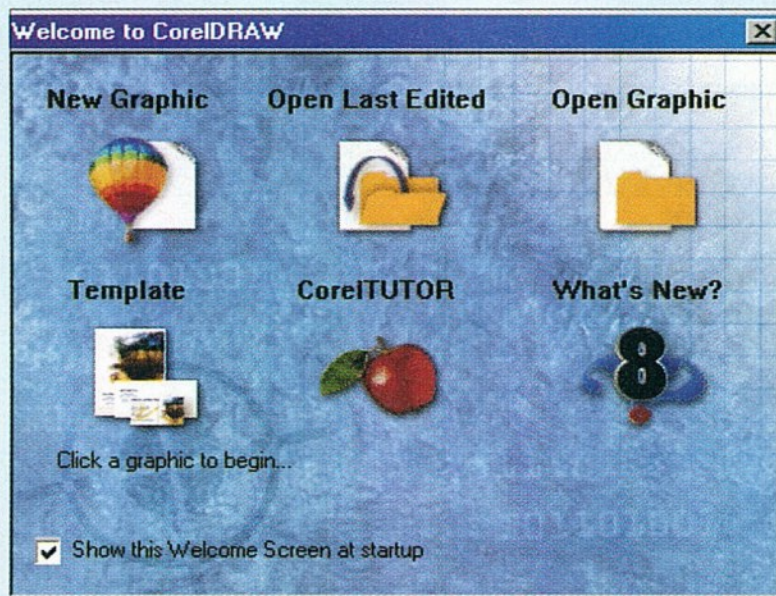 Welcome to CorelDRAW
New Graphic Open Last Edited Open Graphic
Template CorelTUTOR What's New?
8
Click a graphic to begin...
Show this Welcome Screen at startup